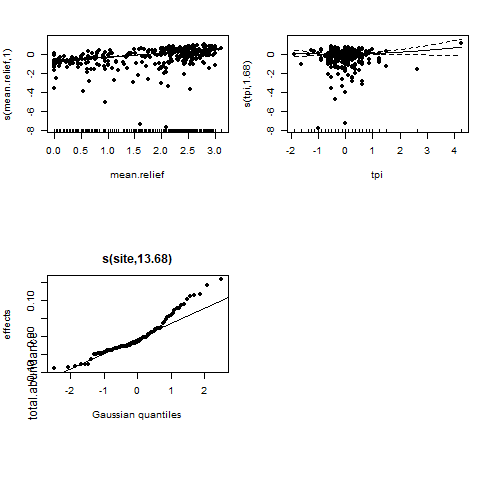 s(mean.relief,1)
0
-2
-4
-6
-8
0.0 0.5 1.0 1.5 2.0 2.5 3.0
mean.relief
s(tpi,1.68)
0
-2
-4
-6
-8
-2 -1 0 1 2 3 4
tpi
s(site,13.68)
effects
total.abundance
0.10
0.00
-2 -1 0 1 2
Gaussian quantiles